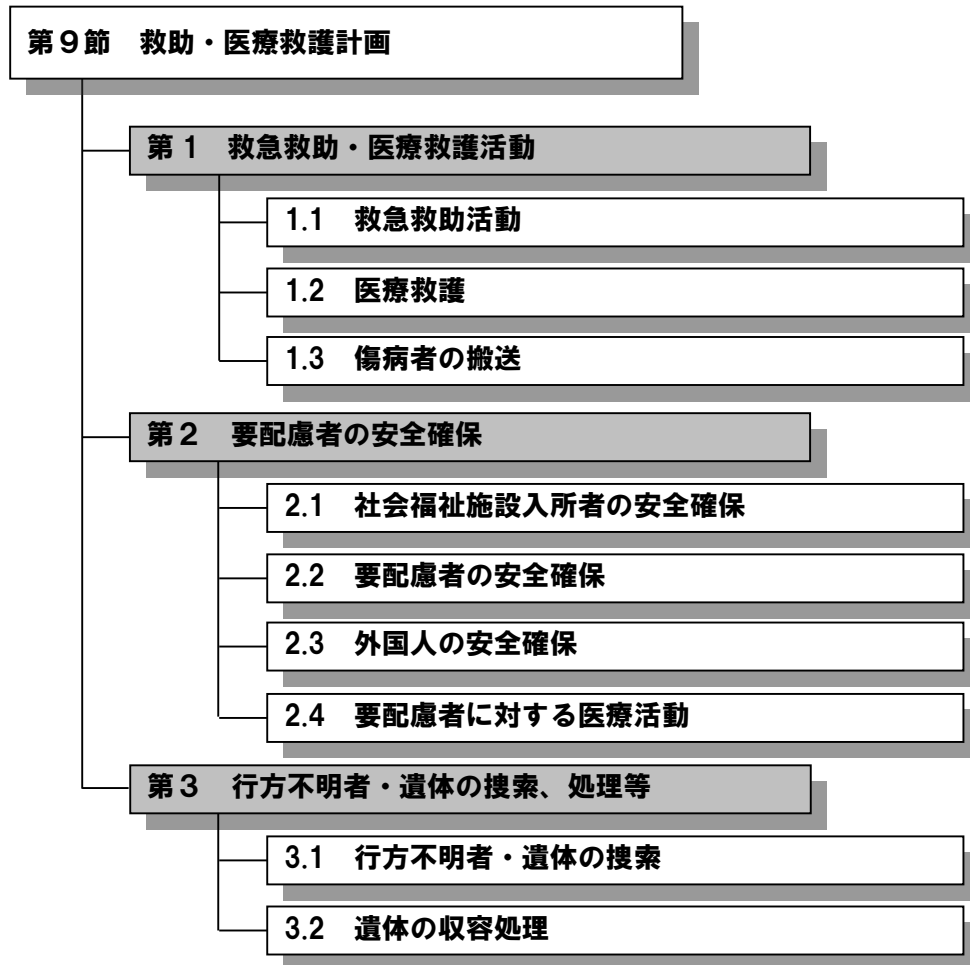 第９節　救助・医療救護計画
第１　救急救助・医療救護活動
1.1　救急救助活動
1.2　医療救護
1.3　傷病者の搬送
第２　要配慮者の安全確保
2.1　社会福祉施設入所者の安全確保
2.2　要配慮者の安全確保
2.3　外国人の安全確保
2.4　要配慮者に対する医療活動
第３　行方不明者・遺体の捜索、処理等
3.1　行方不明者・遺体の捜索
3.2　遺体の収容処理